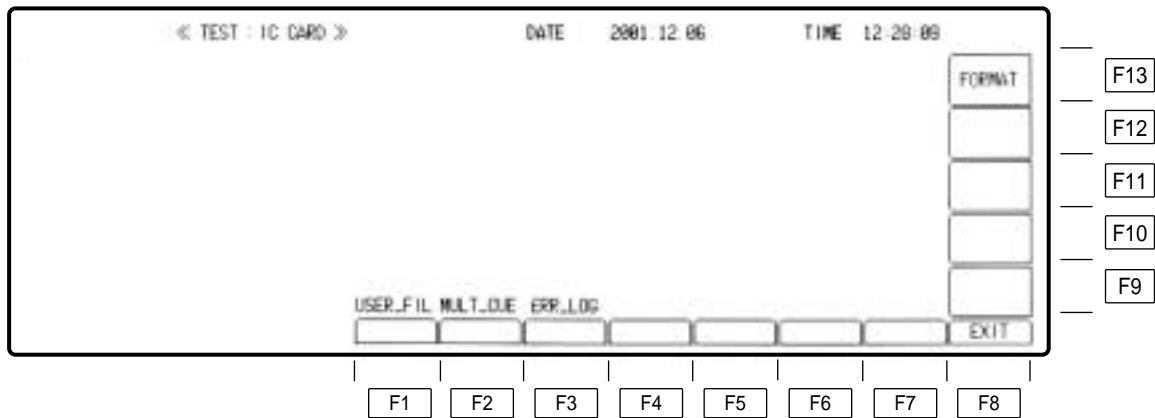 ≪ TEST : IC CARD ≫ DATE 2001.12.06 TIME 12:28:09
FORMAT
F13
F12
F11
F10
F9
USER_FIL MULT_CUE ERR_LOG
EXIT
F1 F2 F3 F4 F5 F6 F7 F8